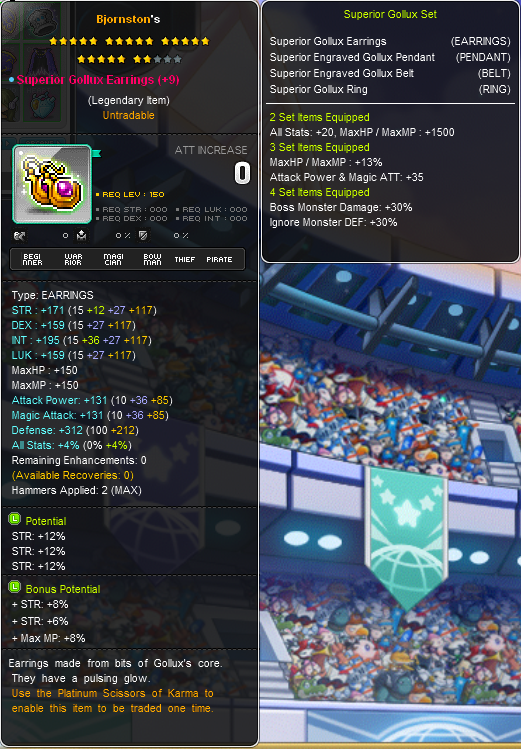 Bjornston's
Superior Gollux Earrings (+9)
(Legendary Item)
Untradable
ATT INCREASE
0
REQ LEV : 150
REQ STR : 000
REQ LUK : 000
REQ DEX : 000
REQ INT : 000
0
0 %
0 %
BEGINNER
WARRIOR
MAGICIAN
BOWMAN
THIEF
PIRATE
Type: EARRINGS
STR : +171 (15 +12 +27 +117)
DEX : +159 (15 +27 +117)
INT : +195 (15 +36 +27 +117)
LUK : +159 (15 +27 +117)
MaxHP : +150
MaxMP : +150
Attack Power: +131 (10 +36 +85)
Magic Attack: +131 (10 +36 +85)
Defense: +312 (100 +212)
All Stats: +4% (0% +4%)
Remaining Enhancements: 0
(Available Recoveries: 0)
Hammers Applied: 2 (MAX)
L Potential
STR: +12%
STR: +12%
STR: +12%
L Bonus Potential
+ STR: +8%
+ STR: +6%
+ Max MP: +8%
Earrings made from bits of Gollux's core.
They have a pulsing glow.
Use the Platinum Scissors of Karma to
enable this item to be traded one time.
Superior Gollux Set
Superior Gollux Earrings (EARRINGS)
Superior Engraved Gollux Pendant (PENDANT)
Superior Engraved Gollux Belt (BELT)
Superior Gollux Ring (RING)
2 Set Items Equipped
All Stats: +20, MaxHP / MaxMP : +1500
3 Set Items Equipped
MaxHP / MaxMP : +13%
Attack Power & Magic ATT: +35
4 Set Items Equipped
Boss Monster Damage: +30%
Ignore Monster DEF: +30%